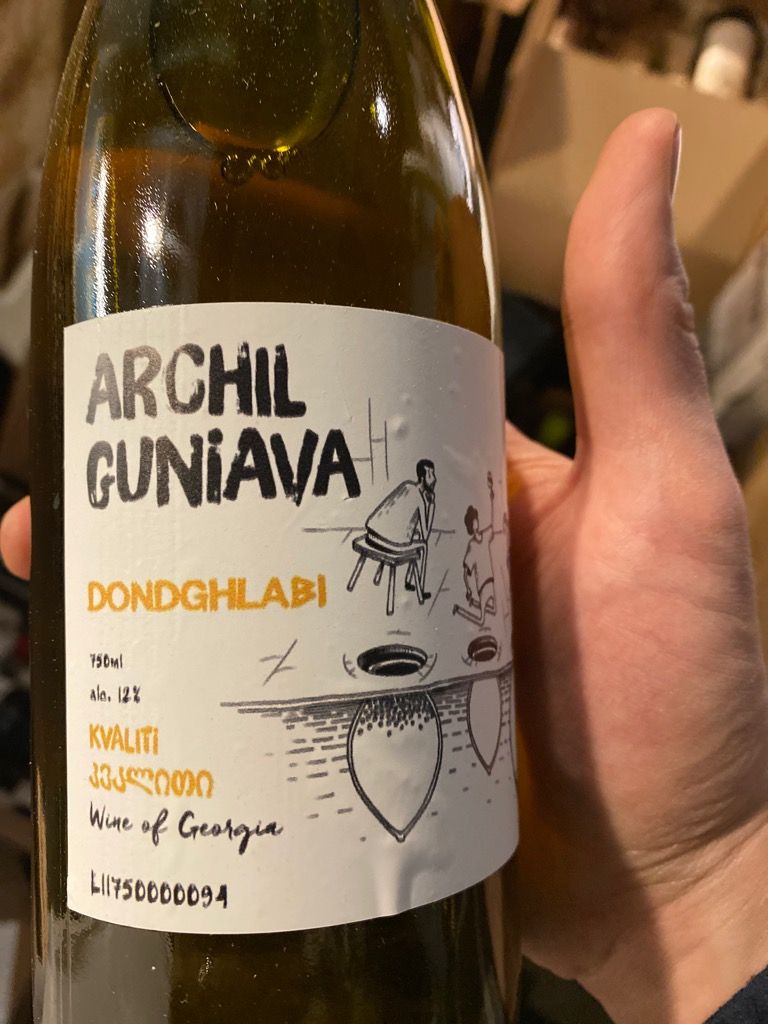 ARCHIL
GUNIAVA
DONDGHLABI
750ml
alc. 12%
KVALITI
კვალითი
Wine of Georgia
L11750000094